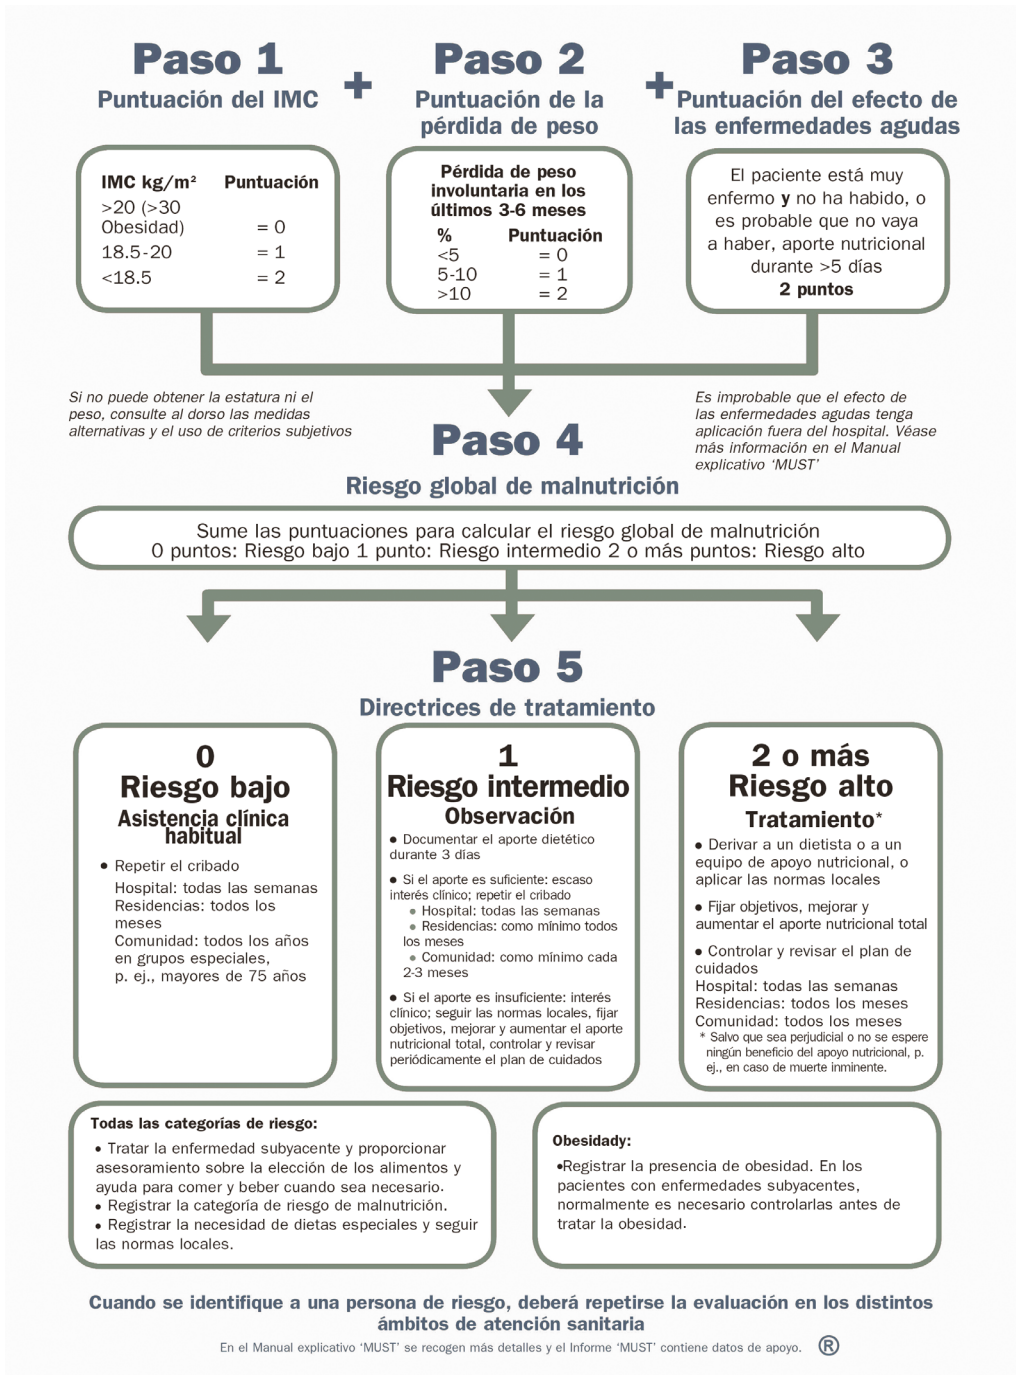 Paso 1
Puntuación del IMC
+
Paso 2
Puntuación de la
pérdida de peso
+
Paso 3
Puntuación del efecto de
las enfermedades agudas
IMC kg/m² Puntuación
>20 (>30
Obesidad) = 0
18.5-20 = 1
<18.5 = 2
Pérdida de peso
involuntaria en los
últimos 3-6 meses
% Puntuación
<5 = 0
5-10 = 1
>10 = 2
El paciente está muy
enfermo y no ha habido, o
es probable que no vaya
a haber, aporte nutricional
durante >5 días
2 puntos
Si no puede obtener la estatura ni el
peso, consulte al dorso las medidas
alternativas y el uso de criterios subjetivos
Es improbable que el efecto de
las enfermedades agudas tenga
aplicación fuera del hospital. Véase
más información en el Manual
explicativo ‘MUST’
Paso 4
Riesgo global de malnutrición
Sume las puntuaciones para calcular el riesgo global de malnutrición
0 puntos: Riesgo bajo 1 punto: Riesgo intermedio 2 o más puntos: Riesgo alto
Paso 5
Directrices de tratamiento
0
Riesgo bajo
Asistencia clínica
habitual
• Repetir el cribado
Hospital: todas las semanas
Residencias: todos los
meses
Comunidad: todos los años
en grupos especiales,
p. ej., mayores de 75 años
1
Riesgo intermedio
Observación
• Documentar el aporte dietético
durante 3 días
• Si el aporte es suficiente: escaso
interés clínico; repetir el cribado
• Hospital: todas las semanas
• Residencias: como mínimo todos
los meses
• Comunidad: como mínimo cada
2-3 meses
• Si el aporte es insuficiente: interés
clínico; seguir las normas locales, fijar
objetivos, mejorar y aumentar el aporte
nutricional total, controlar y revisar
periódicamente el plan de cuidados
2 o más
Riesgo alto
Tratamiento*
• Derivar a un dietista o a un
equipo de apoyo nutricional, o
aplicar las normas locales
• Fijar objetivos, mejorar y
aumentar el aporte nutricional total
• Controlar y revisar el plan de
cuidados
Hospital: todas las semanas
Residencias: todos los meses
Comunidad: todos los meses
* Salvo que sea perjudicial o no se espere
ningún beneficio del apoyo nutricional, p.
ej., en caso de muerte inminente.
Todas las categorías de riesgo:
• Tratar la enfermedad subyacente y proporcionar
asesoramiento sobre la elección de los alimentos y
ayuda para comer y beber cuando sea necesario.
• Registrar la categoría de riesgo de malnutrición.
• Registrar la necesidad de dietas especiales y seguir
las normas locales.
Obesidady:
•Registrar la presencia de obesidad. En los
pacientes con enfermedades subyacentes,
normalmente es necesario controlarlas antes de
tratar la obesidad.
Cuando se identifique a una persona de riesgo, deberá repetirse la evaluación en los distintos
ámbitos de atención sanitaria
En el Manual explicativo ‘MUST’ se recogen más detalles y el Informe ‘MUST’ contiene datos de apoyo. ®